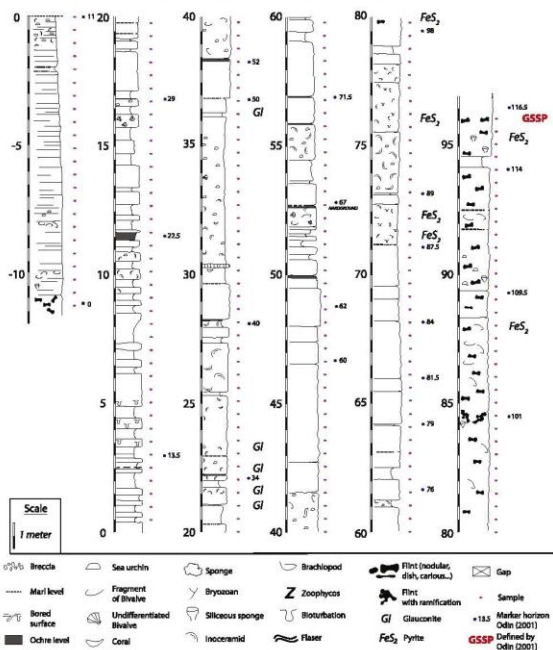 0
-5
-10
11
0
20
15
10
5
0
29
27.5
13.5
40
35
30
25
20
52
50
Gl
40
Gl
Gl
34
Gl
Gl
60
55
50
45
40
71.5
67
HARDGROUND
62
60
80
75
70
65
60
FeS2
98
FeS2
89
FeS2
FeS2
87.5
84
81.5
79
76
95
90
85
80
116.5
GSSP
FeS2
114
109.5
FeS2
101
Scale
1 meter
Breccia
Sea urchin
Sponge
Brachiopod
Flint (nodular, dish, carious...)
Gap
Marl level
Fragment of Bivalve
Bryozoan
Z Zoophycos
Flint with ramification
Sample
Bored surface
Undifferentiated Bivalve
Siliceous sponge
Bioturbation
Gl Glauconite
13.5 Marker horizon Odin (2001)
Ochre level
Coral
Inoceramid
Flaser
FeS2 Pyrite
GSSP Defined by Odin (2001)